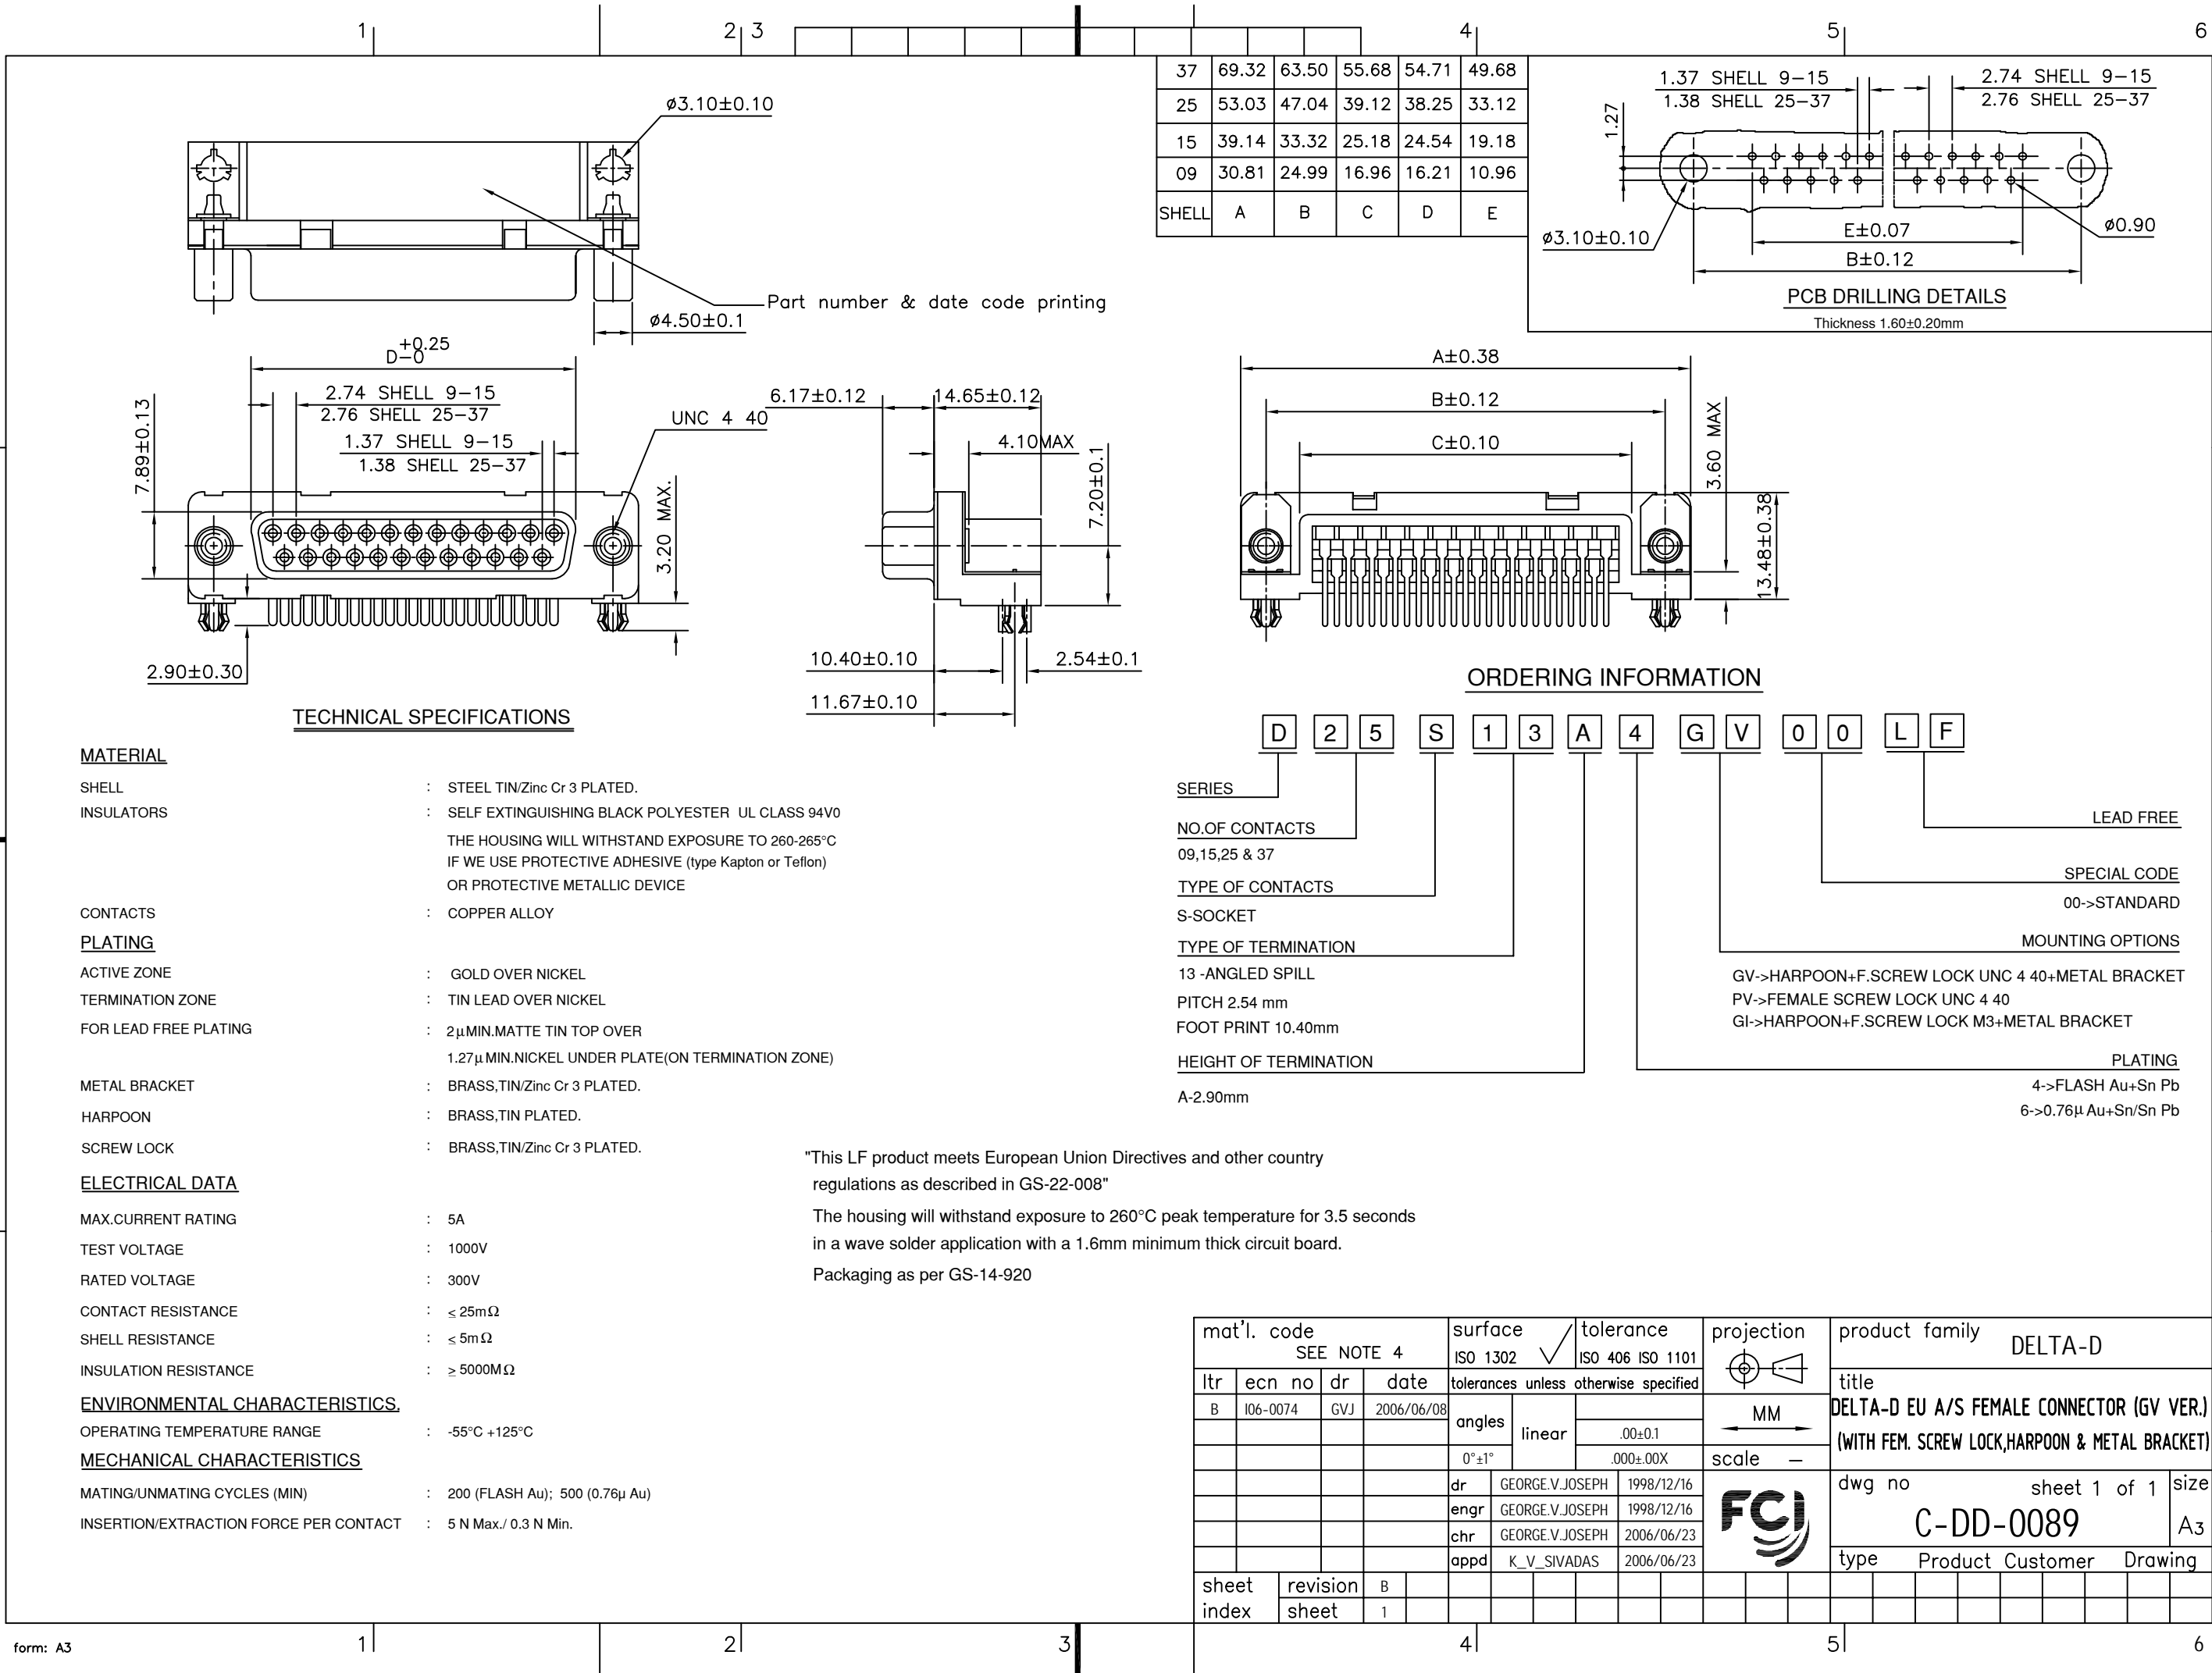 1 2 3 4 5 6
37 69.32 63.50 55.68 54.71 49.68
25 53.03 47.04 39.12 38.25 33.12
15 39.14 33.32 25.18 24.54 19.18
09 30.81 24.99 16.96 16.21 10.96
SHELL A B C D E
1.37 SHELL 9-15
1.38 SHELL 25-37
2.74 SHELL 9-15
2.76 SHELL 25-37
1.27
ø3.10±0.10
E±0.07
ø0.90
B±0.12
PCB DRILLING DETAILS
Thickness 1.60±0.20mm
ø3.10±0.10
Part number & date code printing
ø4.50±0.1
+0.25
D-0
2.74 SHELL 9-15
2.76 SHELL 25-37
1.37 SHELL 9-15
1.38 SHELL 25-37
7.89±0.13
UNC 4 40
3.20 MAX.
2.90±0.30
6.17±0.12
14.65±0.12
4.10MAX
7.20±0.1
10.40±0.10
2.54±0.1
11.67±0.10
A±0.38
B±0.12
C±0.10
3.60 MAX
13.48±0.38
TECHNICAL SPECIFICATIONS
MATERIAL
SHELL : STEEL TIN/Zinc Cr 3 PLATED.
INSULATORS : SELF EXTINGUISHING BLACK POLYESTER UL CLASS 94V0
THE HOUSING WILL WITHSTAND EXPOSURE TO 260-265°C
IF WE USE PROTECTIVE ADHESIVE (type Kapton or Teflon)
OR PROTECTIVE METALLIC DEVICE
CONTACTS : COPPER ALLOY
PLATING
ACTIVE ZONE : GOLD OVER NICKEL
TERMINATION ZONE : TIN LEAD OVER NICKEL
FOR LEAD FREE PLATING : 2µMIN.MATTE TIN TOP OVER
1.27µMIN.NICKEL UNDER PLATE(ON TERMINATION ZONE)
METAL BRACKET : BRASS,TIN/Zinc Cr 3 PLATED.
HARPOON : BRASS,TIN PLATED.
SCREW LOCK : BRASS,TIN/Zinc Cr 3 PLATED.
ELECTRICAL DATA
MAX.CURRENT RATING : 5A
TEST VOLTAGE : 1000V
RATED VOLTAGE : 300V
CONTACT RESISTANCE : ≤ 25mΩ
SHELL RESISTANCE : ≤ 5mΩ
INSULATION RESISTANCE : ≥ 5000MΩ
ENVIRONMENTAL CHARACTERISTICS.
OPERATING TEMPERATURE RANGE : -55°C +125°C
MECHANICAL CHARACTERISTICS
MATING/UNMATING CYCLES (MIN) : 200 (FLASH Au); 500 (0.76µ Au)
INSERTION/EXTRACTION FORCE PER CONTACT : 5 N Max./ 0.3 N Min.
ORDERING INFORMATION
D 2 5 S 1 3 A 4 G V 0 0 L F
SERIES
NO.OF CONTACTS
09,15,25 & 37
TYPE OF CONTACTS
S-SOCKET
TYPE OF TERMINATION
13 -ANGLED SPILL
PITCH 2.54 mm
FOOT PRINT 10.40mm
HEIGHT OF TERMINATION
A-2.90mm
LEAD FREE
SPECIAL CODE
00->STANDARD
MOUNTING OPTIONS
GV->HARPOON+F.SCREW LOCK UNC 4 40+METAL BRACKET
PV->FEMALE SCREW LOCK UNC 4 40
GI->HARPOON+F.SCREW LOCK M3+METAL BRACKET
PLATING
4->FLASH Au+Sn Pb
6->0.76µ Au+Sn/Sn Pb
"This LF product meets European Union Directives and other country
regulations as described in GS-22-008"
The housing will withstand exposure to 260°C peak temperature for 3.5 seconds
in a wave solder application with a 1.6mm minimum thick circuit board.
Packaging as per GS-14-920
mat'l. code
SEE NOTE 4
surface
ISO 1302
tolerance
ISO 406 ISO 1101
projection
product family
DELTA-D
ltr ecn no dr date
B I06-0074 GVJ 2006/06/08
tolerances unless otherwise specified
angles
0°±1°
linear
.00±0.1
.000±.00X
MM
scale –
title
DELTA-D EU A/S FEMALE CONNECTOR (GV VER.)
(WITH FEM. SCREW LOCK,HARPOON & METAL BRACKET)
dr GEORGE.V.JOSEPH 1998/12/16
engr GEORGE.V.JOSEPH 1998/12/16
chr GEORGE.V.JOSEPH 2006/06/23
appd K_V_SIVADAS 2006/06/23
FCI
dwg no
sheet 1 of 1
size
C-DD-0089
A3
type Product Customer Drawing
sheet index
revision B
sheet 1
form: A3
1 2 3 4 5 6